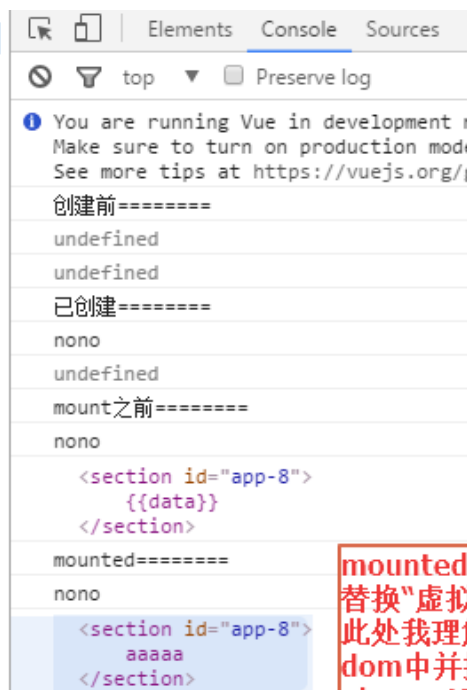 Elements Console Sources
top ▼ Preserve log
You are running Vue in development
Make sure to turn on production mode
See more tips at https://vuejs.org/
创建前========
undefined
undefined
已创建========
nono
undefined
mount之前========
nono
<section id="app-8">
{{data}}
</section>
mounted========
nono
<section id="app-8">
aaaaa
</section>
mounted
替换“虚拟
此处我理解
dom中并